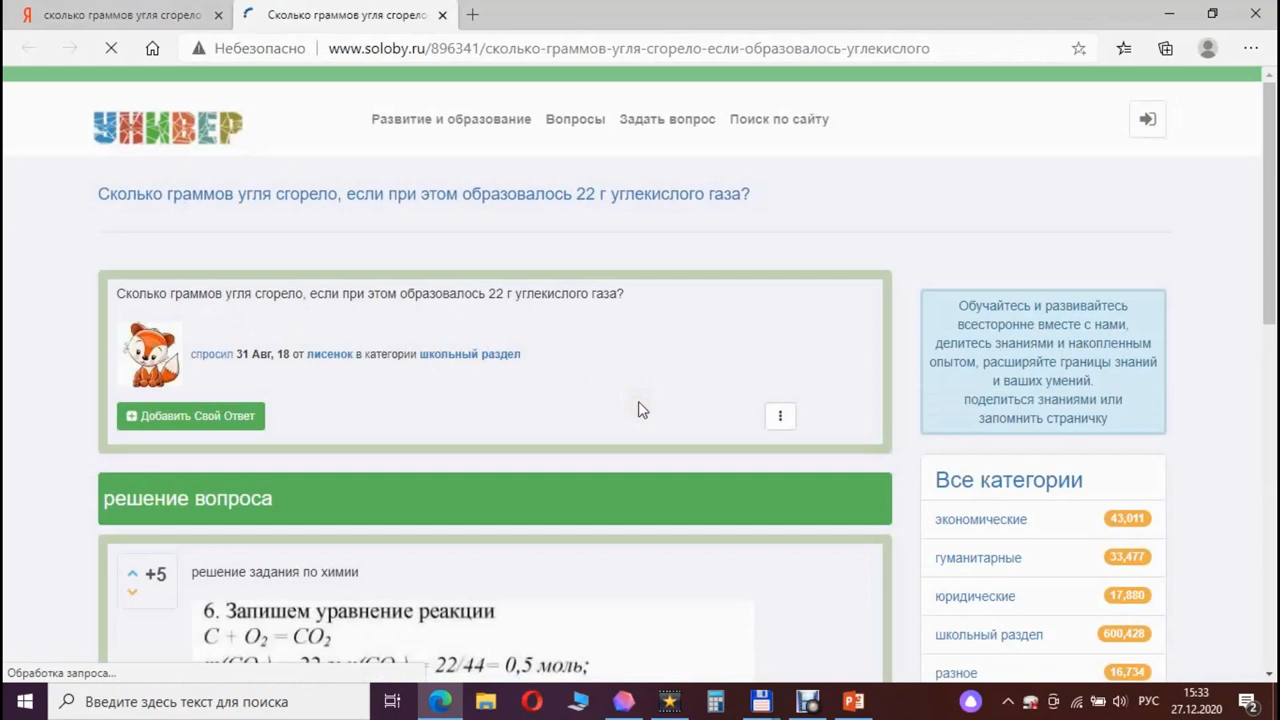 сколько граммов угля сгорело
Сколько граммов угля сгорело
Небезопасно www.soloby.ru/896341/сколько-граммов-угля-сгорело-если-образовалось-углекислого
УНИВЕР
Развитие и образование Вопросы Задать вопрос Поиск по сайту
Сколько граммов угля сгорело, если при этом образовалось 22 г углекислого газа?
Сколько граммов угля сгорело, если при этом образовалось 22 г углекислого газа?
спросил 31 Авг, 18 от лисенок в категории школьный раздел
Добавить Свой Ответ
решение вопроса
+5
решение задания по химии
6. Запишем уравнение реакции
C + O₂ = CO₂
= 22/44 = 0,5 моль;
Обучайтесь и развивайтесь
всесторонне вместе с нами,
делитесь знаниями и накопленным
опытом, расширяйте границы знаний
и ваших умений.
поделиться знаниями или
запомнить страничку
Все категории
экономические 43,011
гуманитарные 33,477
юридические 17,880
школьный раздел 600,428
разное 16,734
Обработка запроса...
Введите здесь текст для поиска
РУС
15:33
27.12.2020
2